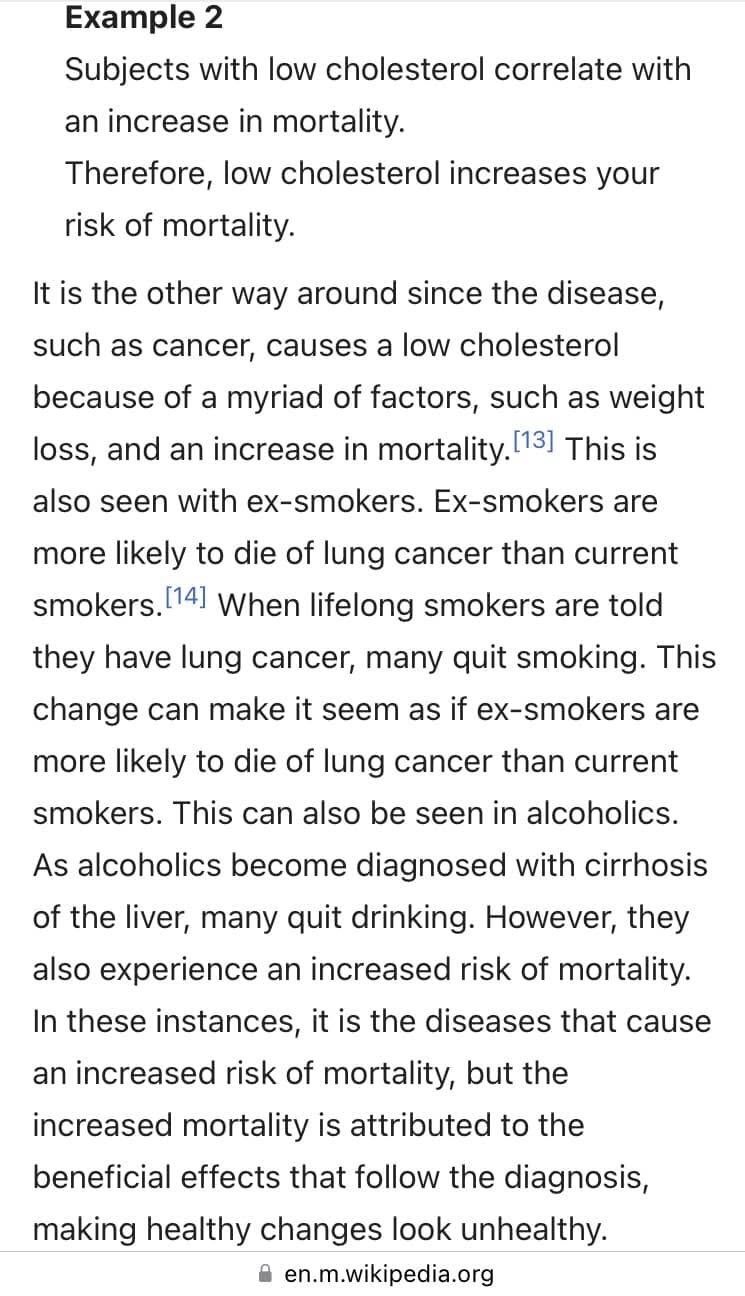 Example 2
Subjects with low cholesterol correlate with
an increase in mortality.
Therefore, low cholesterol increases your
risk of mortality.
It is the other way around since the disease,
such as cancer, causes a low cholesterol
because of a myriad of factors, such as weight
loss, and an increase in mortality.[13] This is
also seen with ex-smokers. Ex-smokers are
more likely to die of lung cancer than current
smokers.[14] When lifelong smokers are told
they have lung cancer, many quit smoking. This
change can make it seem as if ex-smokers are
more likely to die of lung cancer than current
smokers. This can also be seen in alcoholics.
As alcoholics become diagnosed with cirrhosis
of the liver, many quit drinking. However, they
also experience an increased risk of mortality.
In these instances, it is the diseases that cause
an increased risk of mortality, but the
increased mortality is attributed to the
beneficial effects that follow the diagnosis,
making healthy changes look unhealthy.
en.m.wikipedia.org